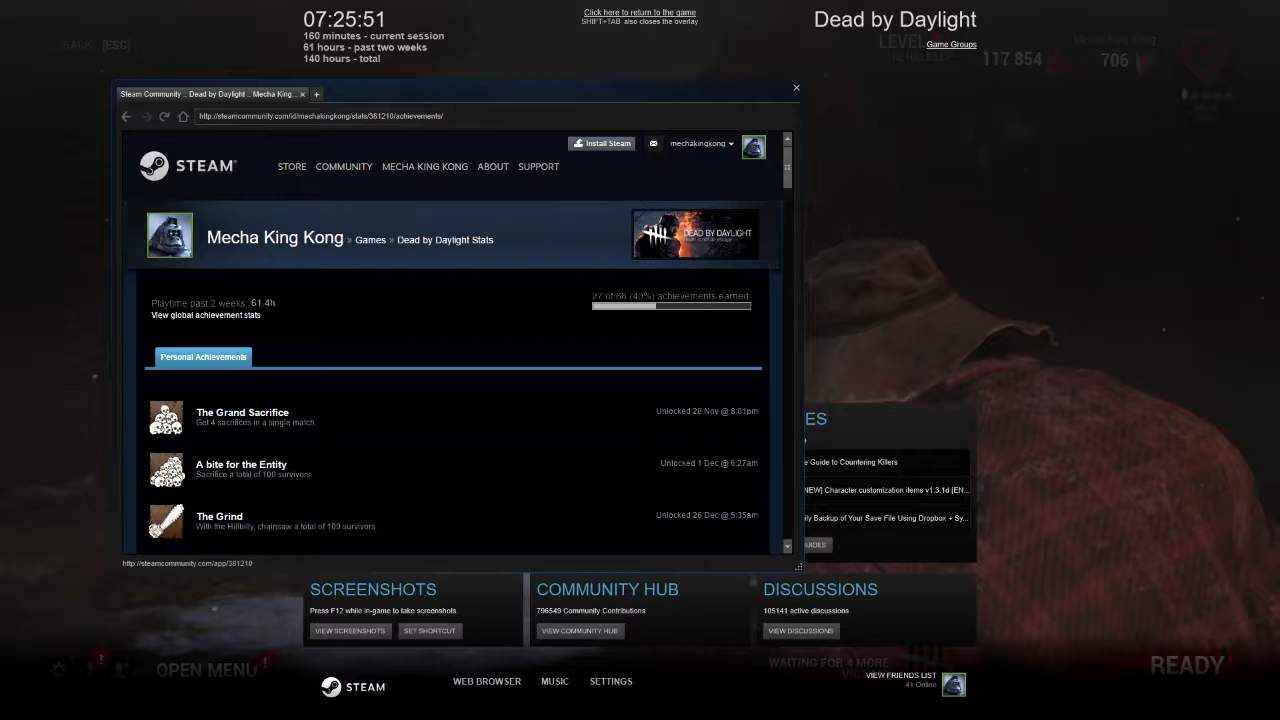 07:25:51
160 minutes - current session
61 hours - past two weeks
140 hours - total
Click here to return to the game
SHIFT+TAB also closes the overlay
Dead by Daylight
Game Groups
BACK [ESC]
LEVEL
117 854
706
Steam Community :: Dead by Daylight :: Mecha King...
http://steamcommunity.com/id/mechakingkong/stats/381210/achievements/
Install Steam
mechakingkong
STEAM
STORE COMMUNITY MECHA KING KONG ABOUT SUPPORT
Mecha King Kong » Games » Dead by Daylight Stats
DEAD BY DAYLIGHT
Playtime past 2 weeks: 61.4h
View global achievement stats
27 of 68 (40%) achievements earned
Personal Achievements
The Grand Sacrifice
Get 4 sacrifices in a single match.
Unlocked 28 Nov @ 8:01pm
A bite for the Entity
Sacrifice a total of 100 survivors
Unlocked 1 Dec @ 6:27am
The Grind
With the Hillbilly, chainsaw a total of 100 survivors.
Unlocked 26 Dec @ 5:35am
ES
e Guide to Countering Killers
NEW] Character customization items v1.3.1d [EN...
ily Backup of Your Save File Using Dropbox + Sy...
UIDES
http://steamcommunity.com/app/381210
SCREENSHOTS
Press F12 while in-game to take screenshots
VIEW SCREENSHOTS SET SHORTCUT
COMMUNITY HUB
796549 Community Contributions
VIEW COMMUNITY HUB
DISCUSSIONS
105141 active discussions
VIEW DISCUSSIONS
OPEN MENU
WAITING FOR 4 MORE
READY
STEAM
WEB BROWSER MUSIC SETTINGS
VIEW FRIENDS LIST
41 Online